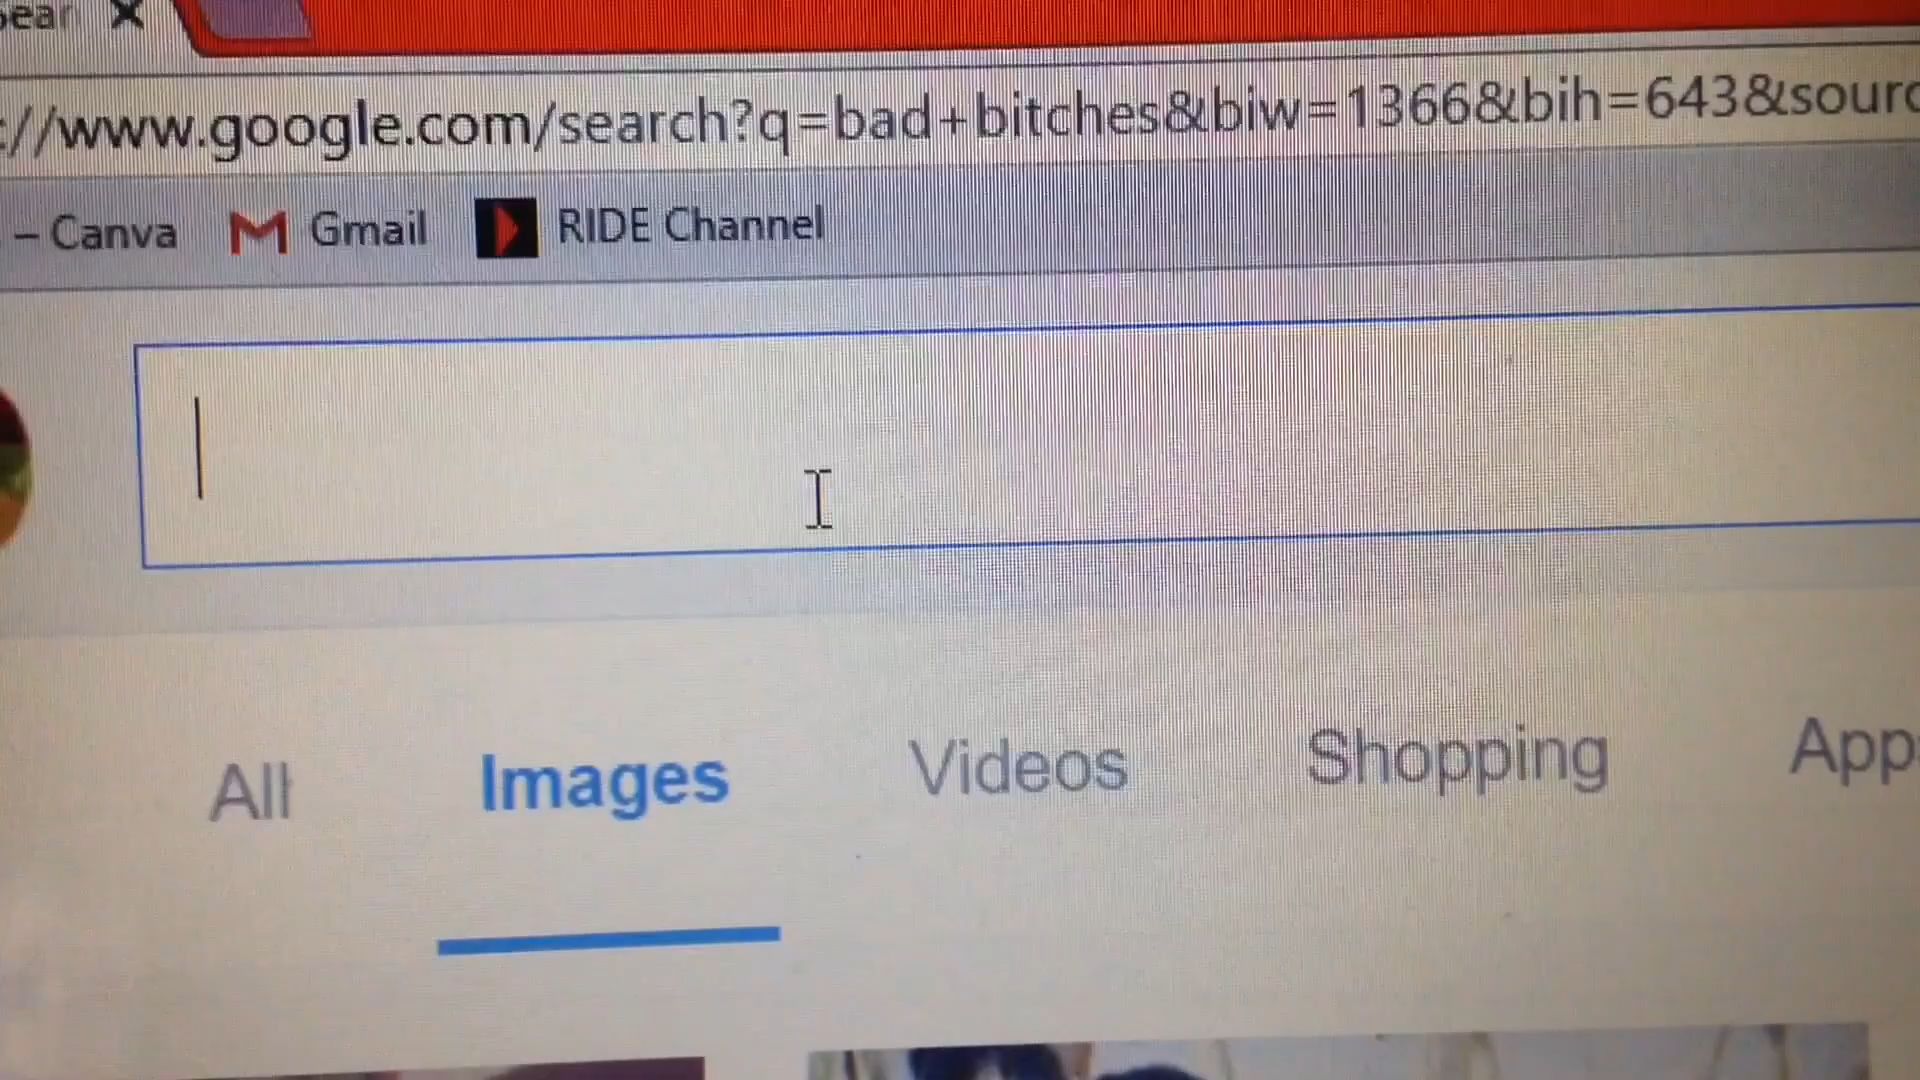 ://www.google.com/search?q=bad+bitches&biw=1366&bih=643&sourc
– Canva Gmail RIDE Channel
All Images Videos Shopping App